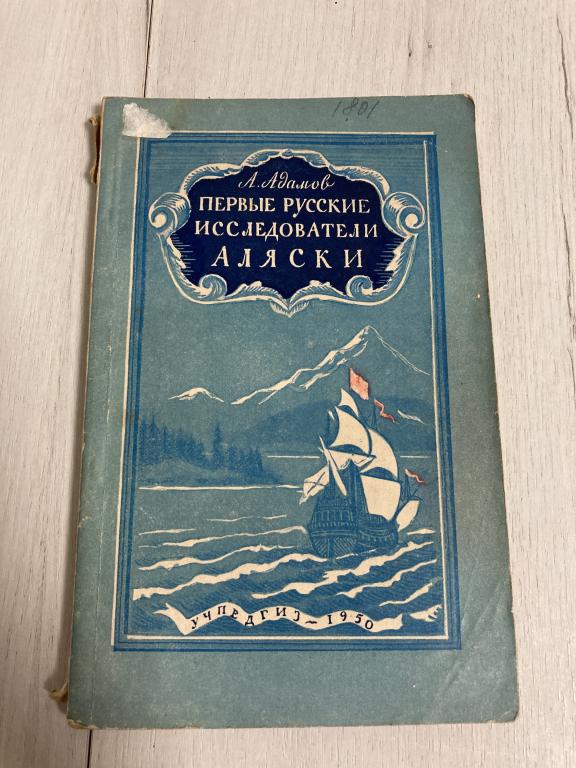 1801
А. Адамов
ПЕРВЫЕ РУССКИЕ
ИССЛЕДОВАТЕЛИ
АЛЯСКИ
УЧПЕДГИЗ — 1950